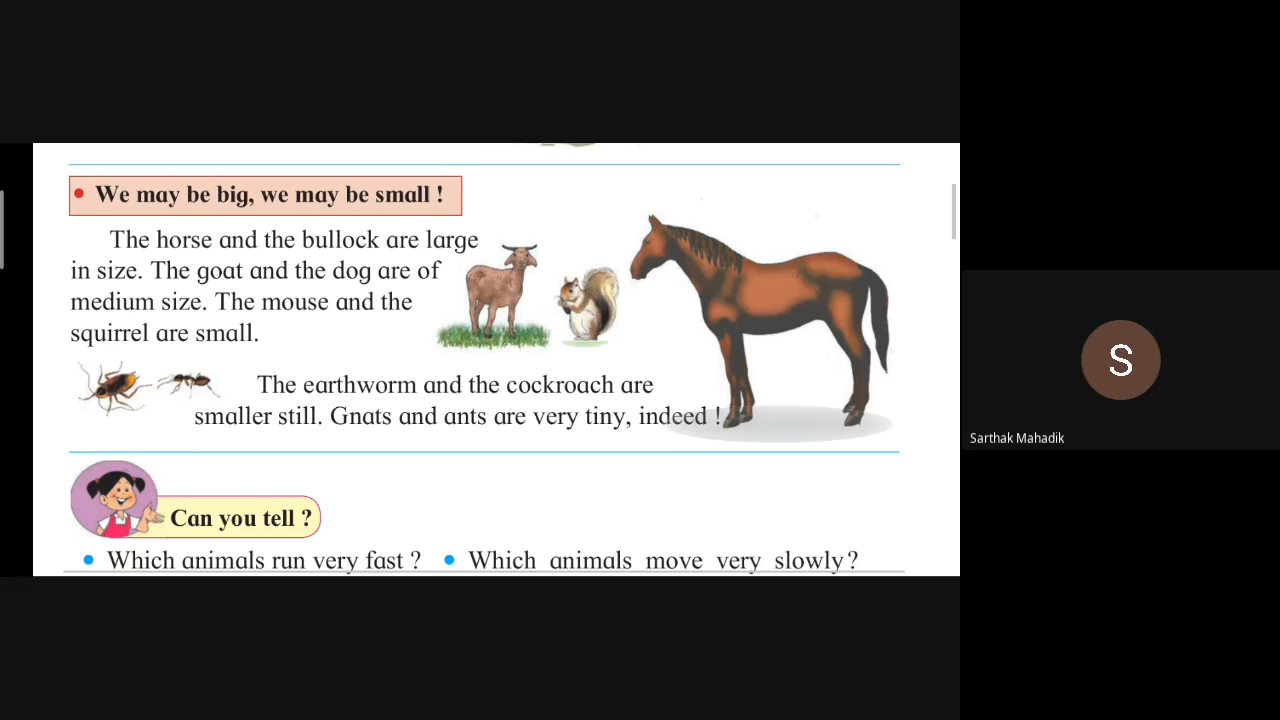 • We may be big, we may be small !
The horse and the bullock are large
in size. The goat and the dog are of
medium size. The mouse and the
squirrel are small.
The earthworm and the cockroach are
smaller still. Gnats and ants are very tiny, indeed !
Can you tell ?
• Which animals run very fast ? • Which animals move very slowly ?
S
Sarthak Mahadik